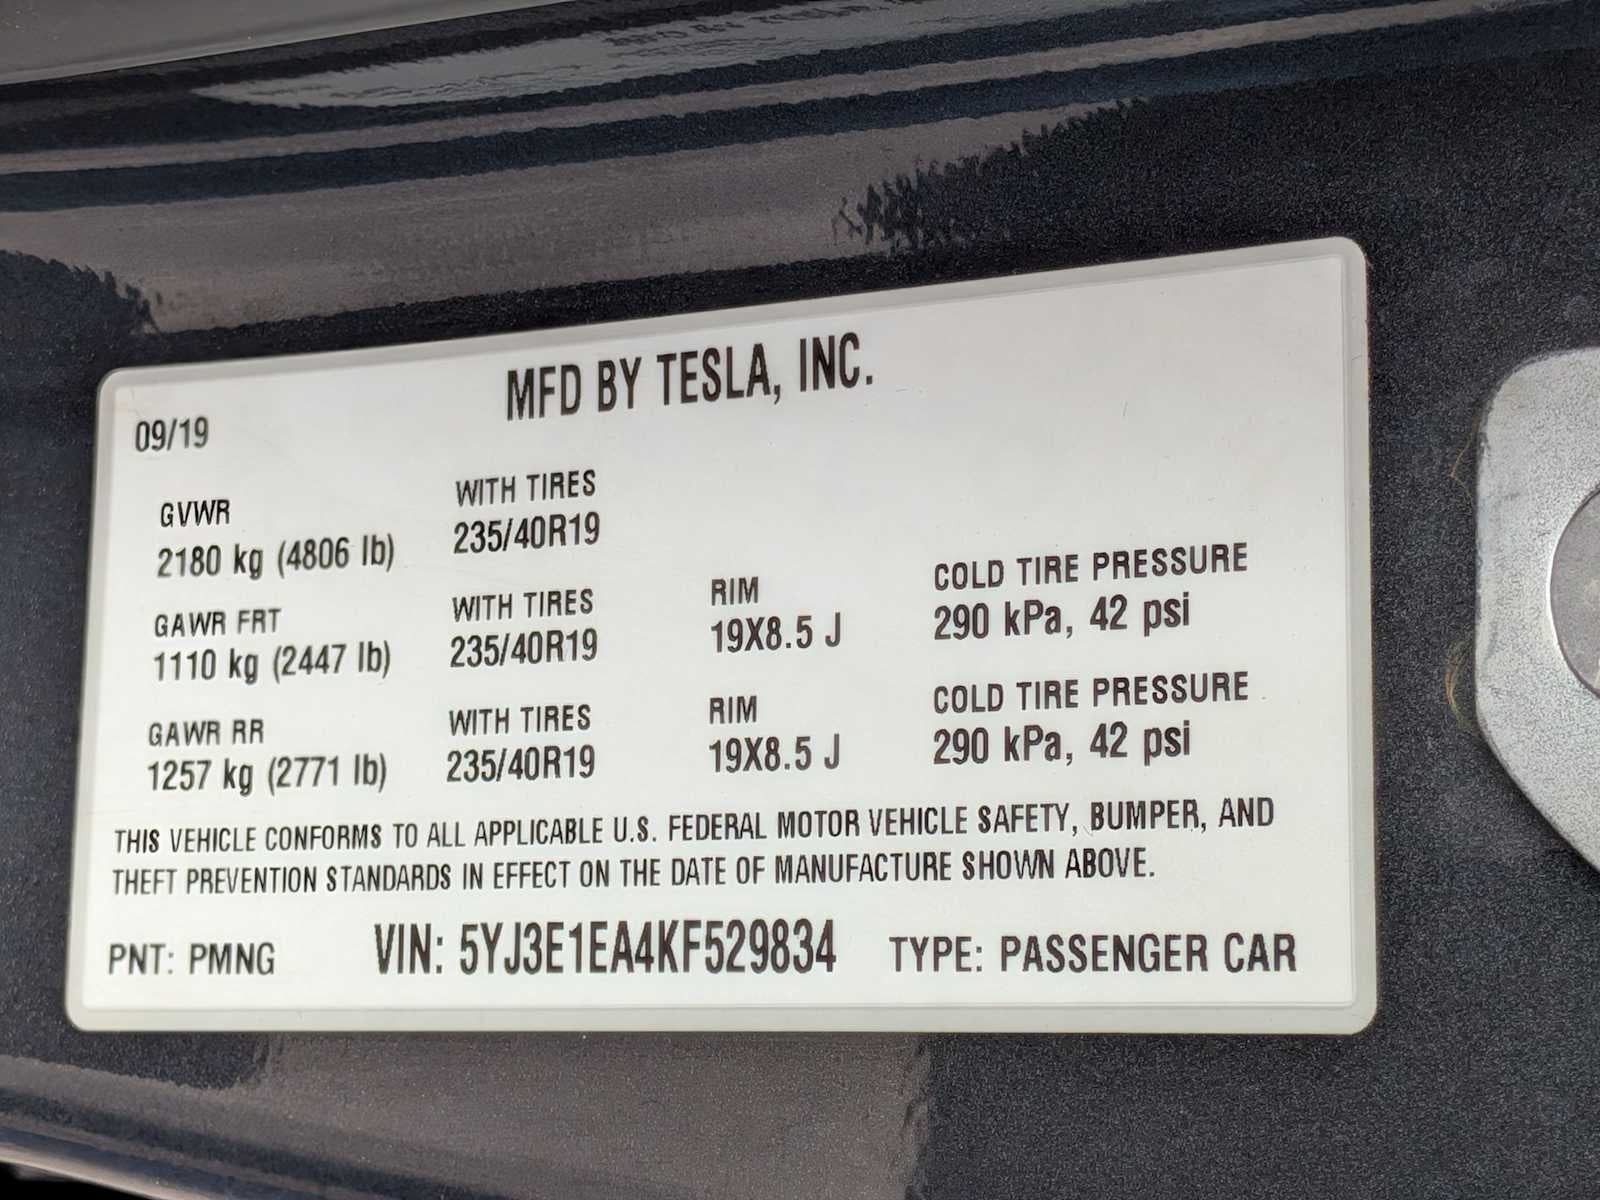 MFD BY TESLA, INC.
09/19
GVWR WITH TIRES
2180 kg (4806 lb) 235/40R19
GAWR FRT WITH TIRES RIM COLD TIRE PRESSURE
1110 kg (2447 lb) 235/40R19 19X8.5 J 290 kPa, 42 psi
GAWR RR WITH TIRES RIM COLD TIRE PRESSURE
1257 kg (2771 lb) 235/40R19 19X8.5 J 290 kPa, 42 psi
THIS VEHICLE CONFORMS TO ALL APPLICABLE U.S. FEDERAL MOTOR VEHICLE SAFETY, BUMPER, AND
THEFT PREVENTION STANDARDS IN EFFECT ON THE DATE OF MANUFACTURE SHOWN ABOVE.
PNT: PMNG VIN: 5YJ3E1EA4KF529834 TYPE: PASSENGER CAR